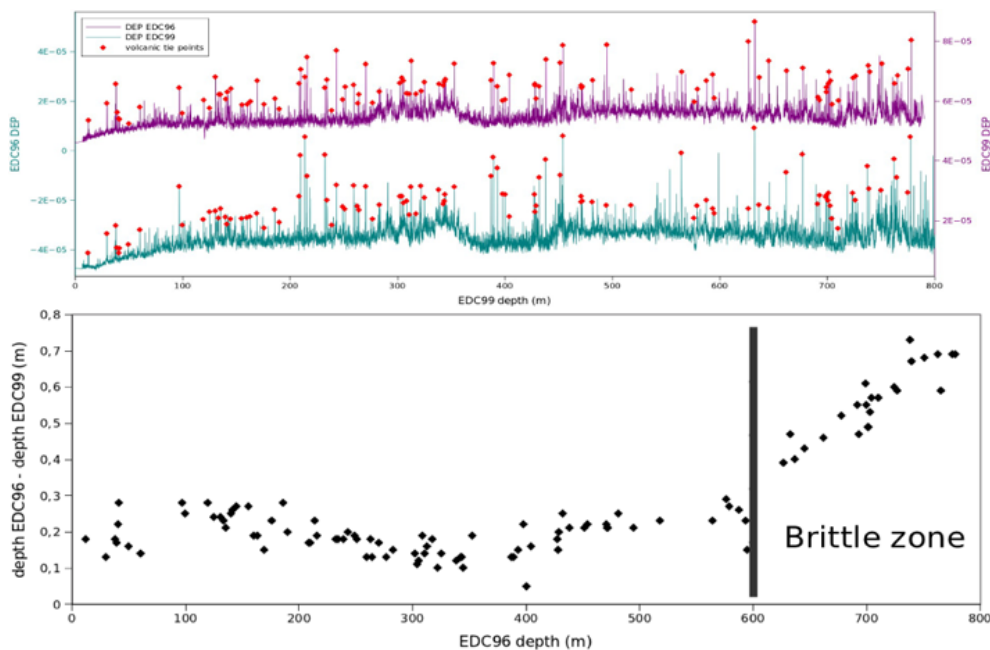 DEP EDC96
DEP EDC99
volcanic tie points
4E−05
2E−05
0
−2E−05
−4E−05
EDC96 DEP
8E−05
6E−05
4E−05
2E−05
EDC99 DEP
0 100 200 300 400 500 600 700 800
EDC99 depth (m)
0,8
0,7
0,6
0,5
0,4
0,3
0,2
0,1
0
depth EDC96 - depth EDC99 (m)
Brittle zone
0 100 200 300 400 500 600 700 800
EDC96 depth (m)